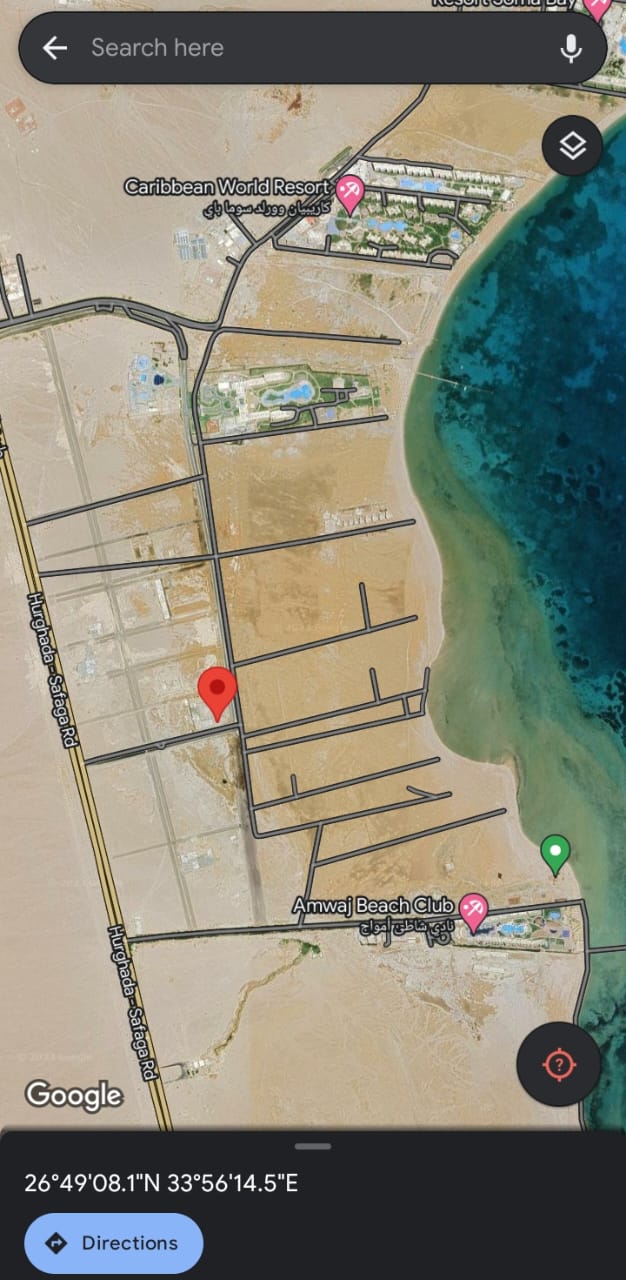 Resort Soma Bay
Search here
Caribbean World Resort
كاريبيان وورلد سوما باي
Hurghada - Safaga Rd
Amwaj Beach Club
نادي شاطئ أمواج
Hurghada - Safaga Rd
Google
26°49'08.1"N 33°56'14.5"E
Directions